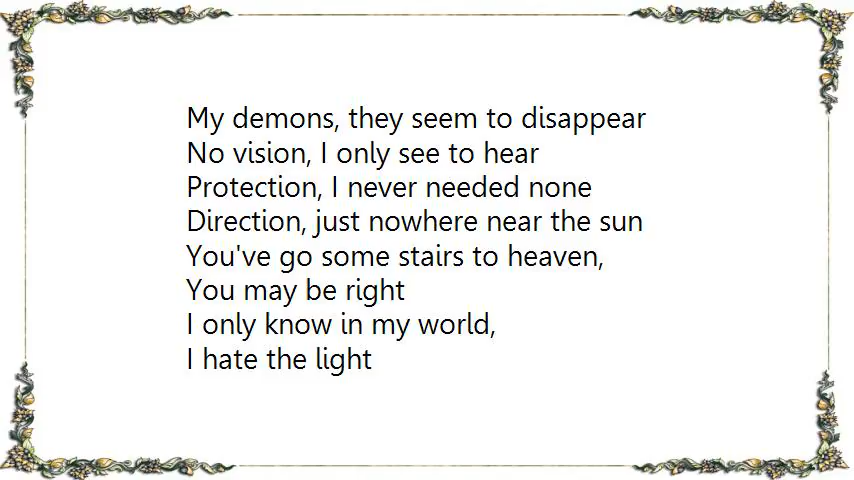 My demons, they seem to disappear
No vision, I only see to hear
Protection, I never needed none
Direction, just nowhere near the sun
You've go some stairs to heaven,
You may be right
I only know in my world,
I hate the light